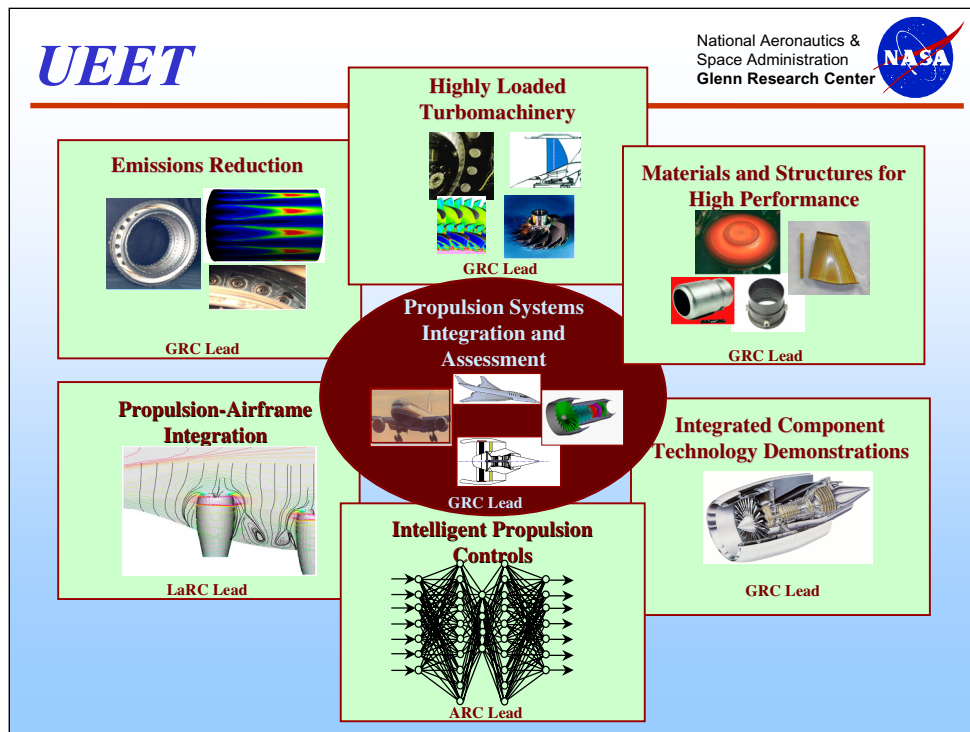 UEET
National Aeronautics &
Space Administration
Glenn Research Center
NASA
Highly Loaded
Turbomachinery
GRC Lead
Emissions Reduction
GRC Lead
Materials and Structures for
High Performance
GRC Lead
Propulsion Systems
Integration and
Assessment
GRC Lead
Propulsion-Airframe
Integration
LaRC Lead
Integrated Component
Technology Demonstrations
GRC Lead
Intelligent Propulsion
Controls
ARC Lead